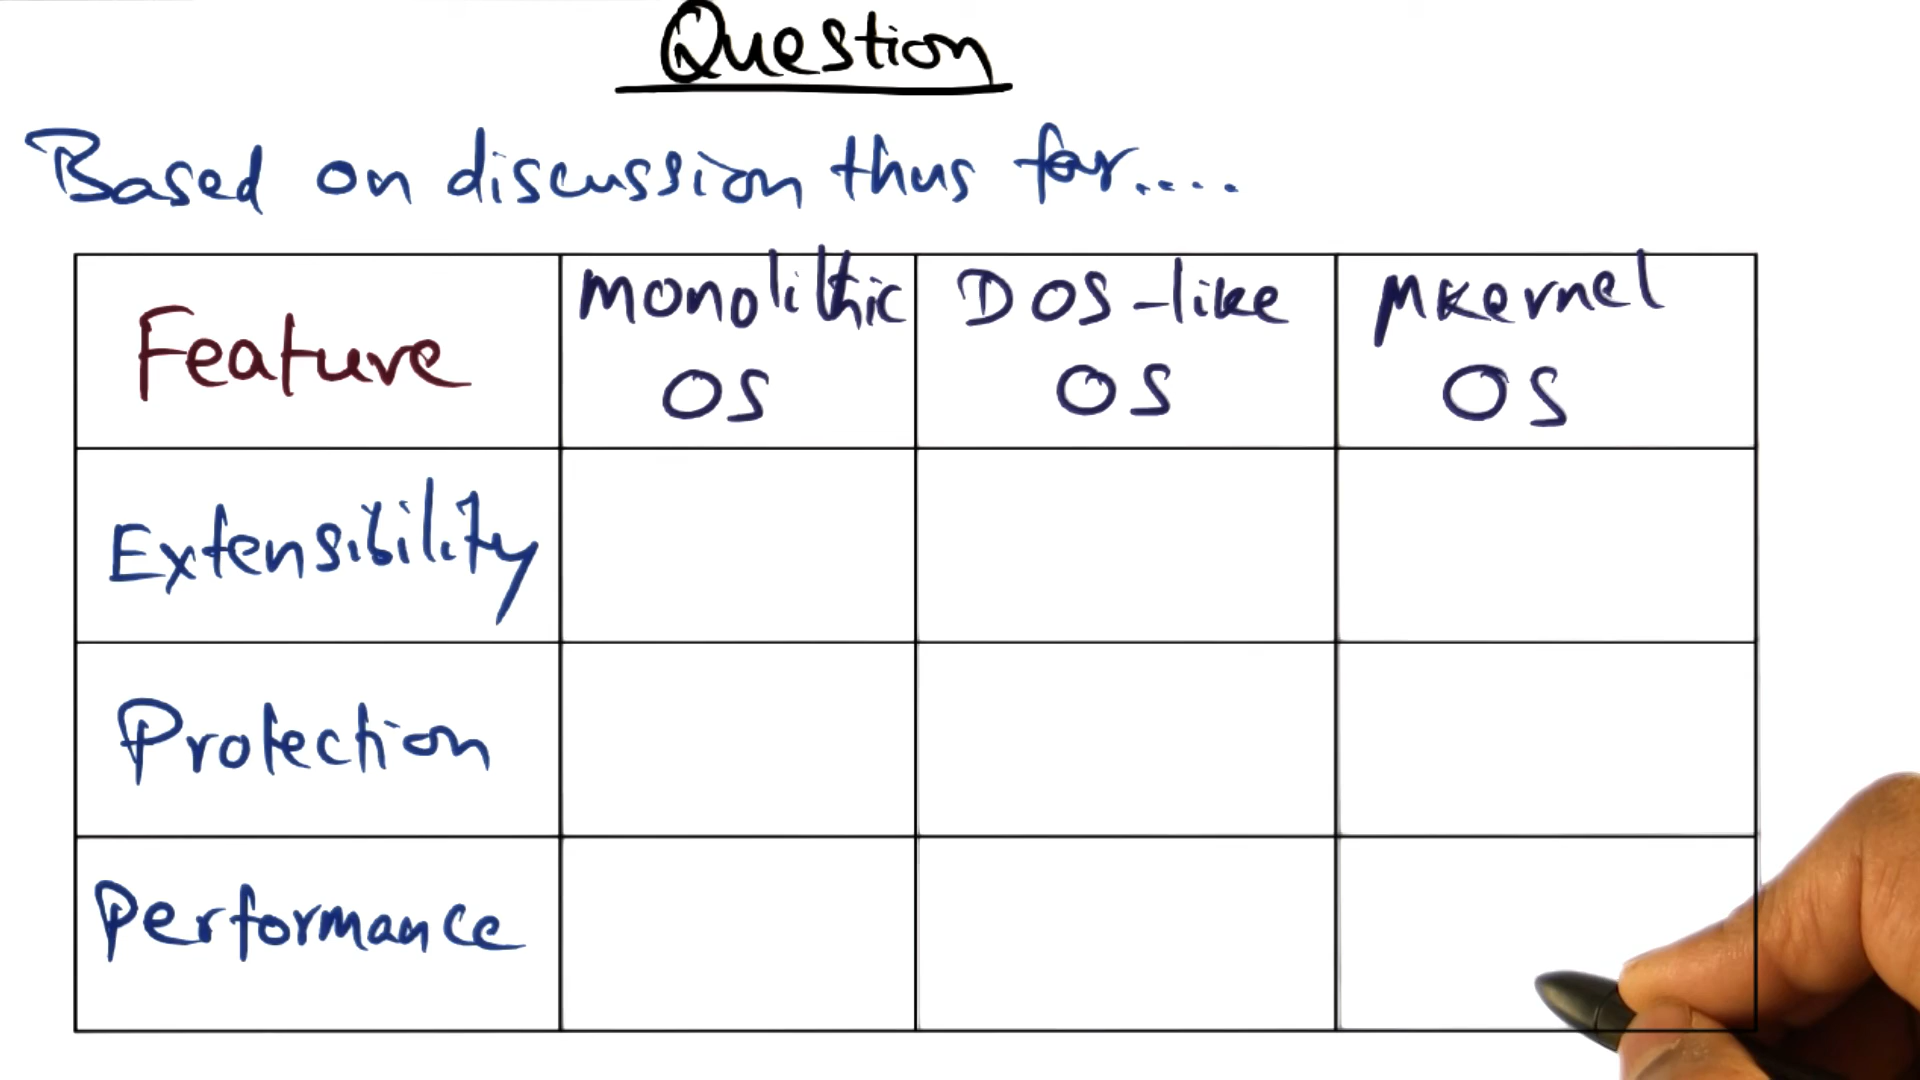 Question
Based on discussion thus far....
Feature
Monolithic OS
DOS-like OS
μKernel OS
Extensibility
Protection
Performance